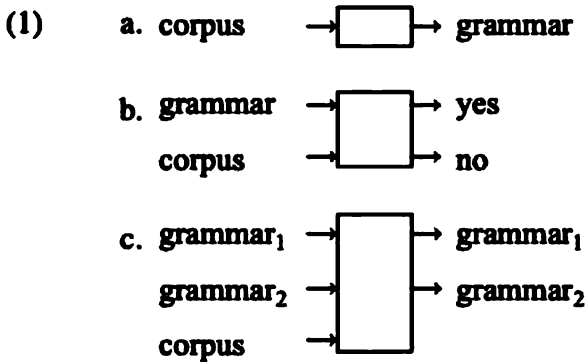 (1) a. corpus grammar
b. grammar yes
corpus no
c. grammar₁ grammar₁
grammar₂ grammar₂
corpus